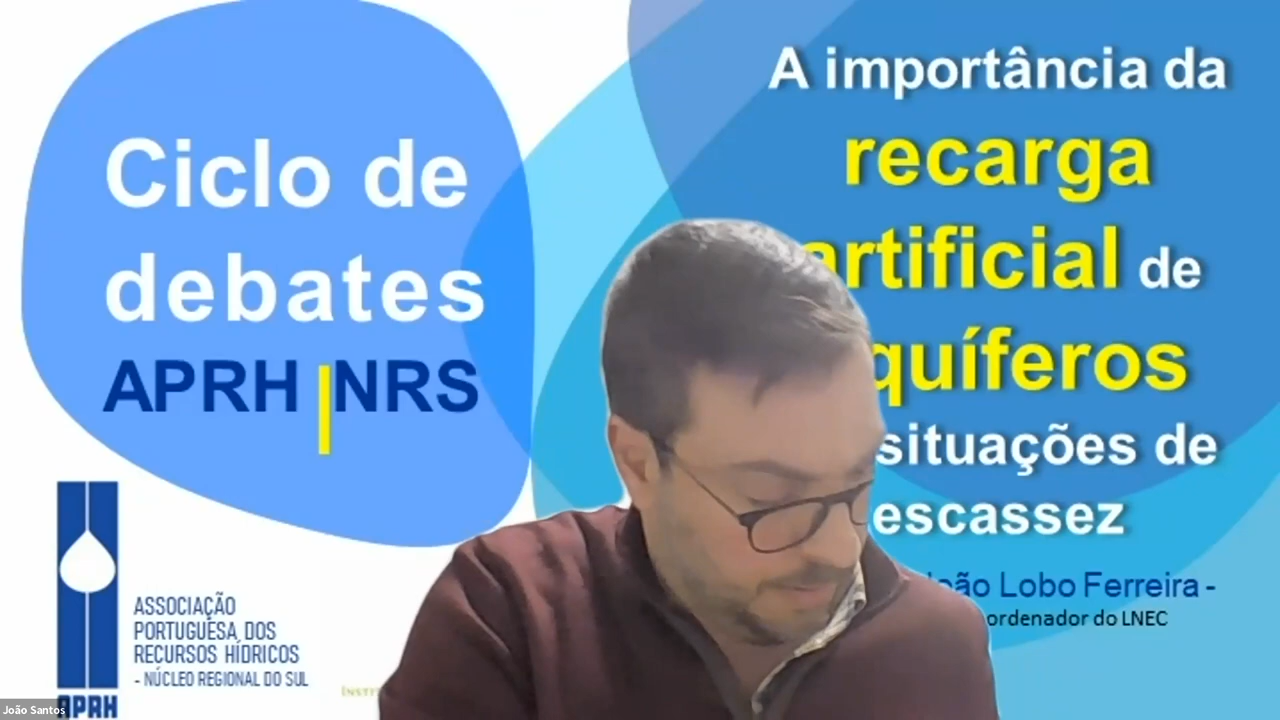 Ciclo de
debates
APRH|NRS
ASSOCIAÇÃO
PORTUGUESA DOS
RECURSOS HÍDRICOS
- NÚCLEO REGIONAL DO SUL
APRH
João Santos
A importância da
recarga
artificial de
quíferos
situações de
escassez
João Lobo Ferreira -
ordenador do LNEC